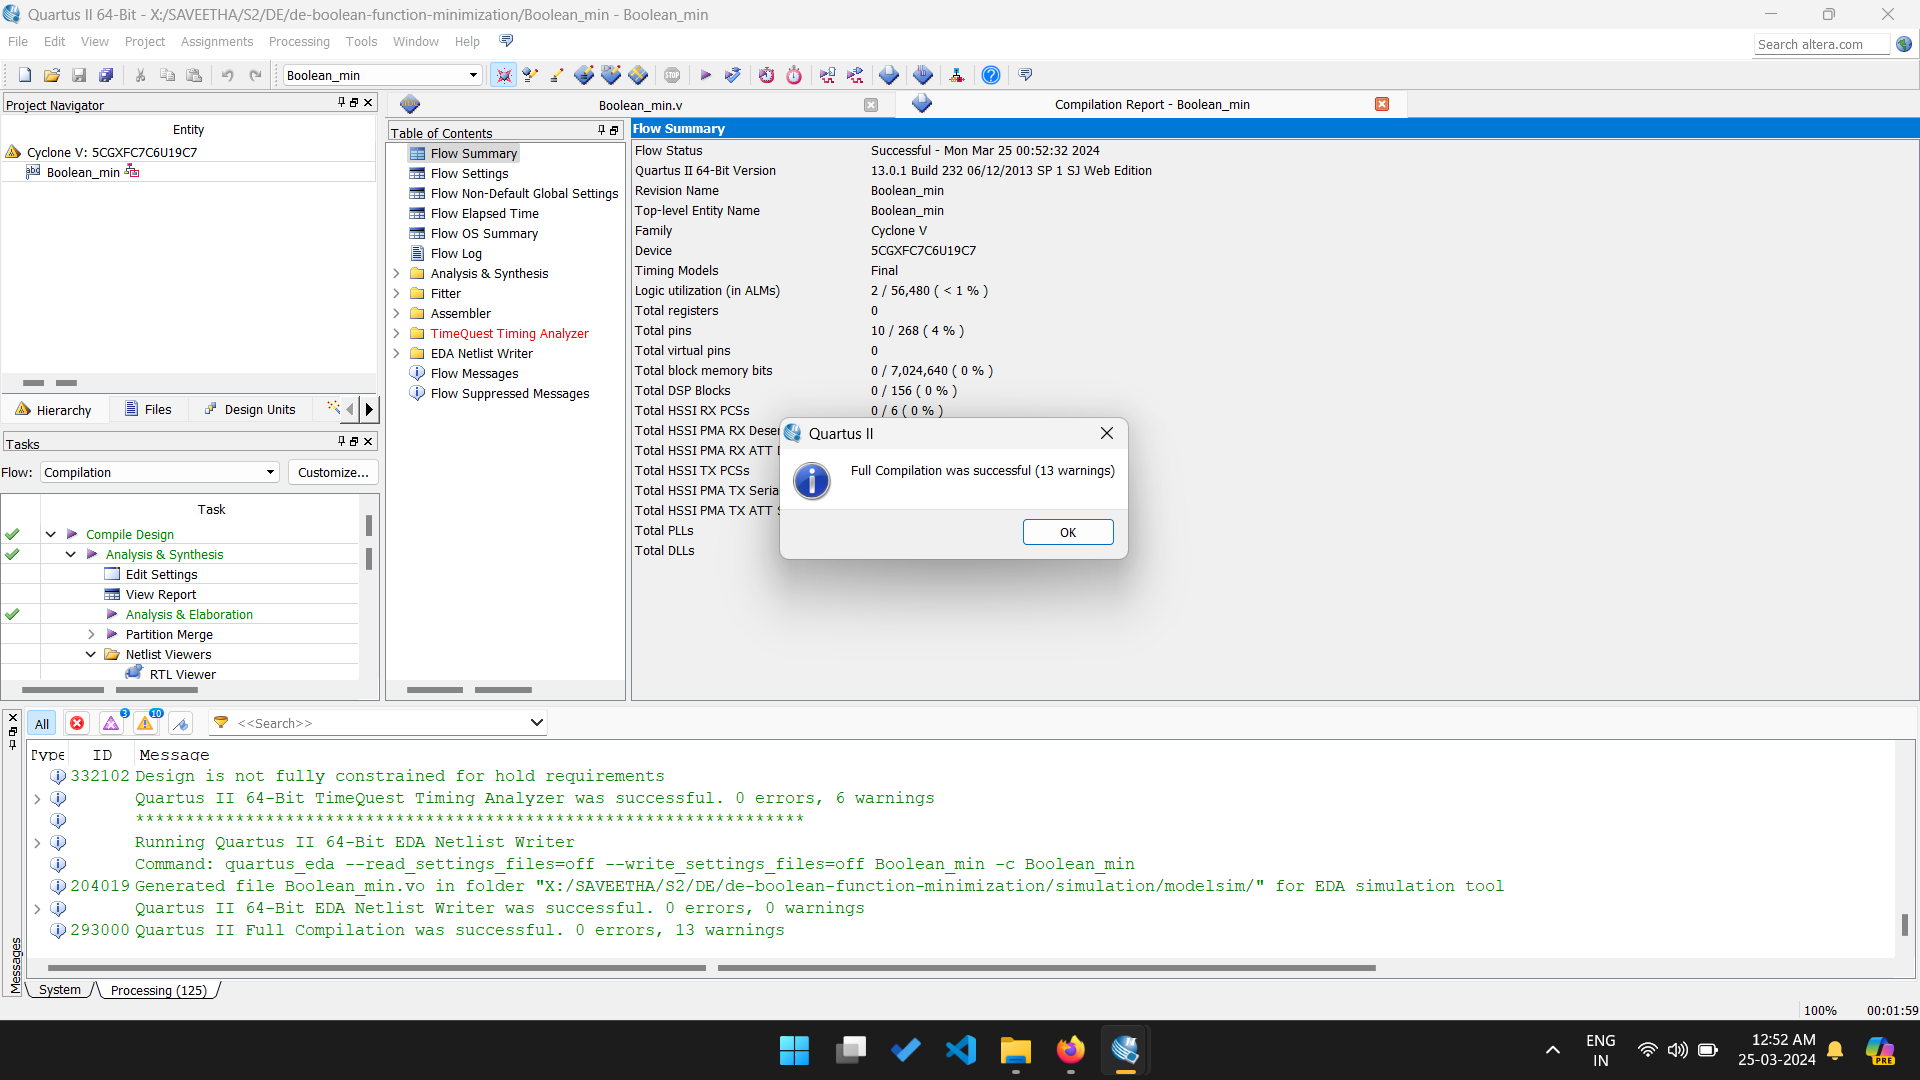 Quartus II 64-Bit - X:/SAVEETHA/S2/DE/de-boolean-function-minimization/Boolean_min - Boolean_min
File Edit View Project Assignments Processing Tools Window Help
Search altera.com
Boolean_min
STOP
Project Navigator
Entity
Cyclone V: 5CGXFC7C6U19C7
Boolean_min
Hierarchy Files Design Units
Tasks
Flow: Compilation Customize...
Task
Compile Design
Analysis & Synthesis
Edit Settings
View Report
Analysis & Elaboration
Partition Merge
Netlist Viewers
RTL Viewer
Boolean_min.v
Compilation Report - Boolean_min
Table of Contents
Flow Summary
Flow Settings
Flow Non-Default Global Settings
Flow Elapsed Time
Flow OS Summary
Flow Log
Analysis & Synthesis
Fitter
Assembler
TimeQuest Timing Analyzer
EDA Netlist Writer
Flow Messages
Flow Suppressed Messages
Flow Summary
Flow Status Successful - Mon Mar 25 00:52:32 2024
Quartus II 64-Bit Version 13.0.1 Build 232 06/12/2013 SP 1 SJ Web Edition
Revision Name Boolean_min
Top-level Entity Name Boolean_min
Family Cyclone V
Device 5CGXFC7C6U19C7
Timing Models Final
Logic utilization (in ALMs) 2 / 56,480 ( < 1 % )
Total registers 0
Total pins 10 / 268 ( 4 % )
Total virtual pins 0
Total block memory bits 0 / 7,024,640 ( 0 % )
Total DSP Blocks 0 / 156 ( 0 % )
Total HSSI RX PCSs 0 / 6 ( 0 % )
Total HSSI PMA RX Deser
Total HSSI PMA RX ATT
Total HSSI TX PCSs
Total HSSI PMA TX Seria
Total HSSI PMA TX ATT
Total PLLs
Total DLLs
Quartus II
Full Compilation was successful (13 warnings)
OK
All 3 10 <<Search>>
Type ID Message
332102 Design is not fully constrained for hold requirements
Quartus II 64-Bit TimeQuest Timing Analyzer was successful. 0 errors, 6 warnings
*******************************************************************
Running Quartus II 64-Bit EDA Netlist Writer
Command: quartus_eda --read_settings_files=off --write_settings_files=off Boolean_min -c Boolean_min
204019 Generated file Boolean_min.vo in folder "X:/SAVEETHA/S2/DE/de-boolean-function-minimization/simulation/modelsim/" for EDA simulation tool
Quartus II 64-Bit EDA Netlist Writer was successful. 0 errors, 0 warnings
293000 Quartus II Full Compilation was successful. 0 errors, 13 warnings
Messages
System Processing (125)
100% 00:01:59
ENG
IN
12:52 AM
25-03-2024
PRE